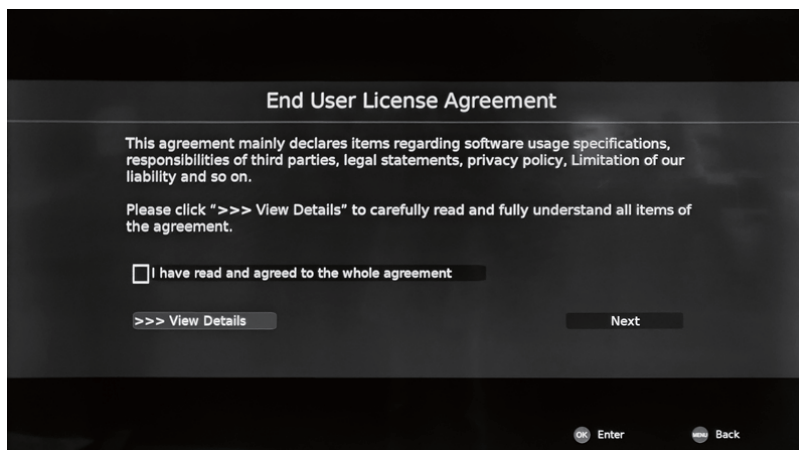 End User License Agreement
This agreement mainly declares items regarding software usage specifications,
responsibilities of third parties, legal statements, privacy policy, Limitation of our
liability and so on.
Please click “>>> View Details” to carefully read and fully understand all items of
the agreement.
I have read and agreed to the whole agreement
>>> View Details
Next
OK Enter
MENU Back